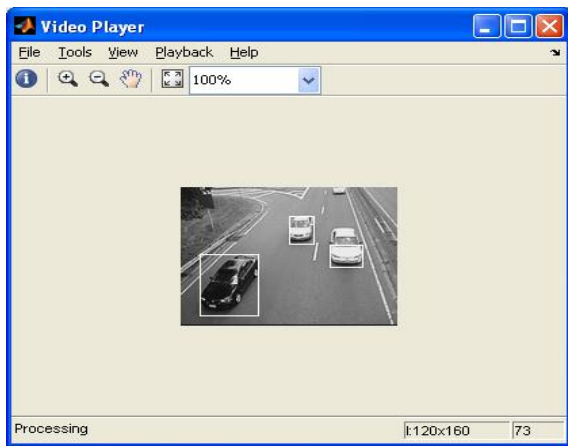 Video Player
File Tools View Playback Help
100%
Processing I:120x160 73